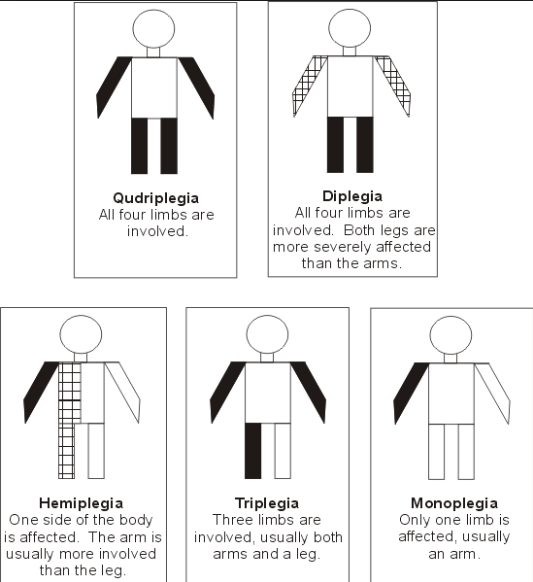 Qudriplegia
All four limbs are
involved.
Diplegia
All four limbs are
involved.  Both legs are
more severely affected
than the arms.
Hemiplegia
One side of the body
is affected.  The arm is
usually more involved
than the leg.
Triplegia
Three limbs are
involved, usually both
arms and a leg.
Monoplegia
Only one limb is
affected, usually
an arm.